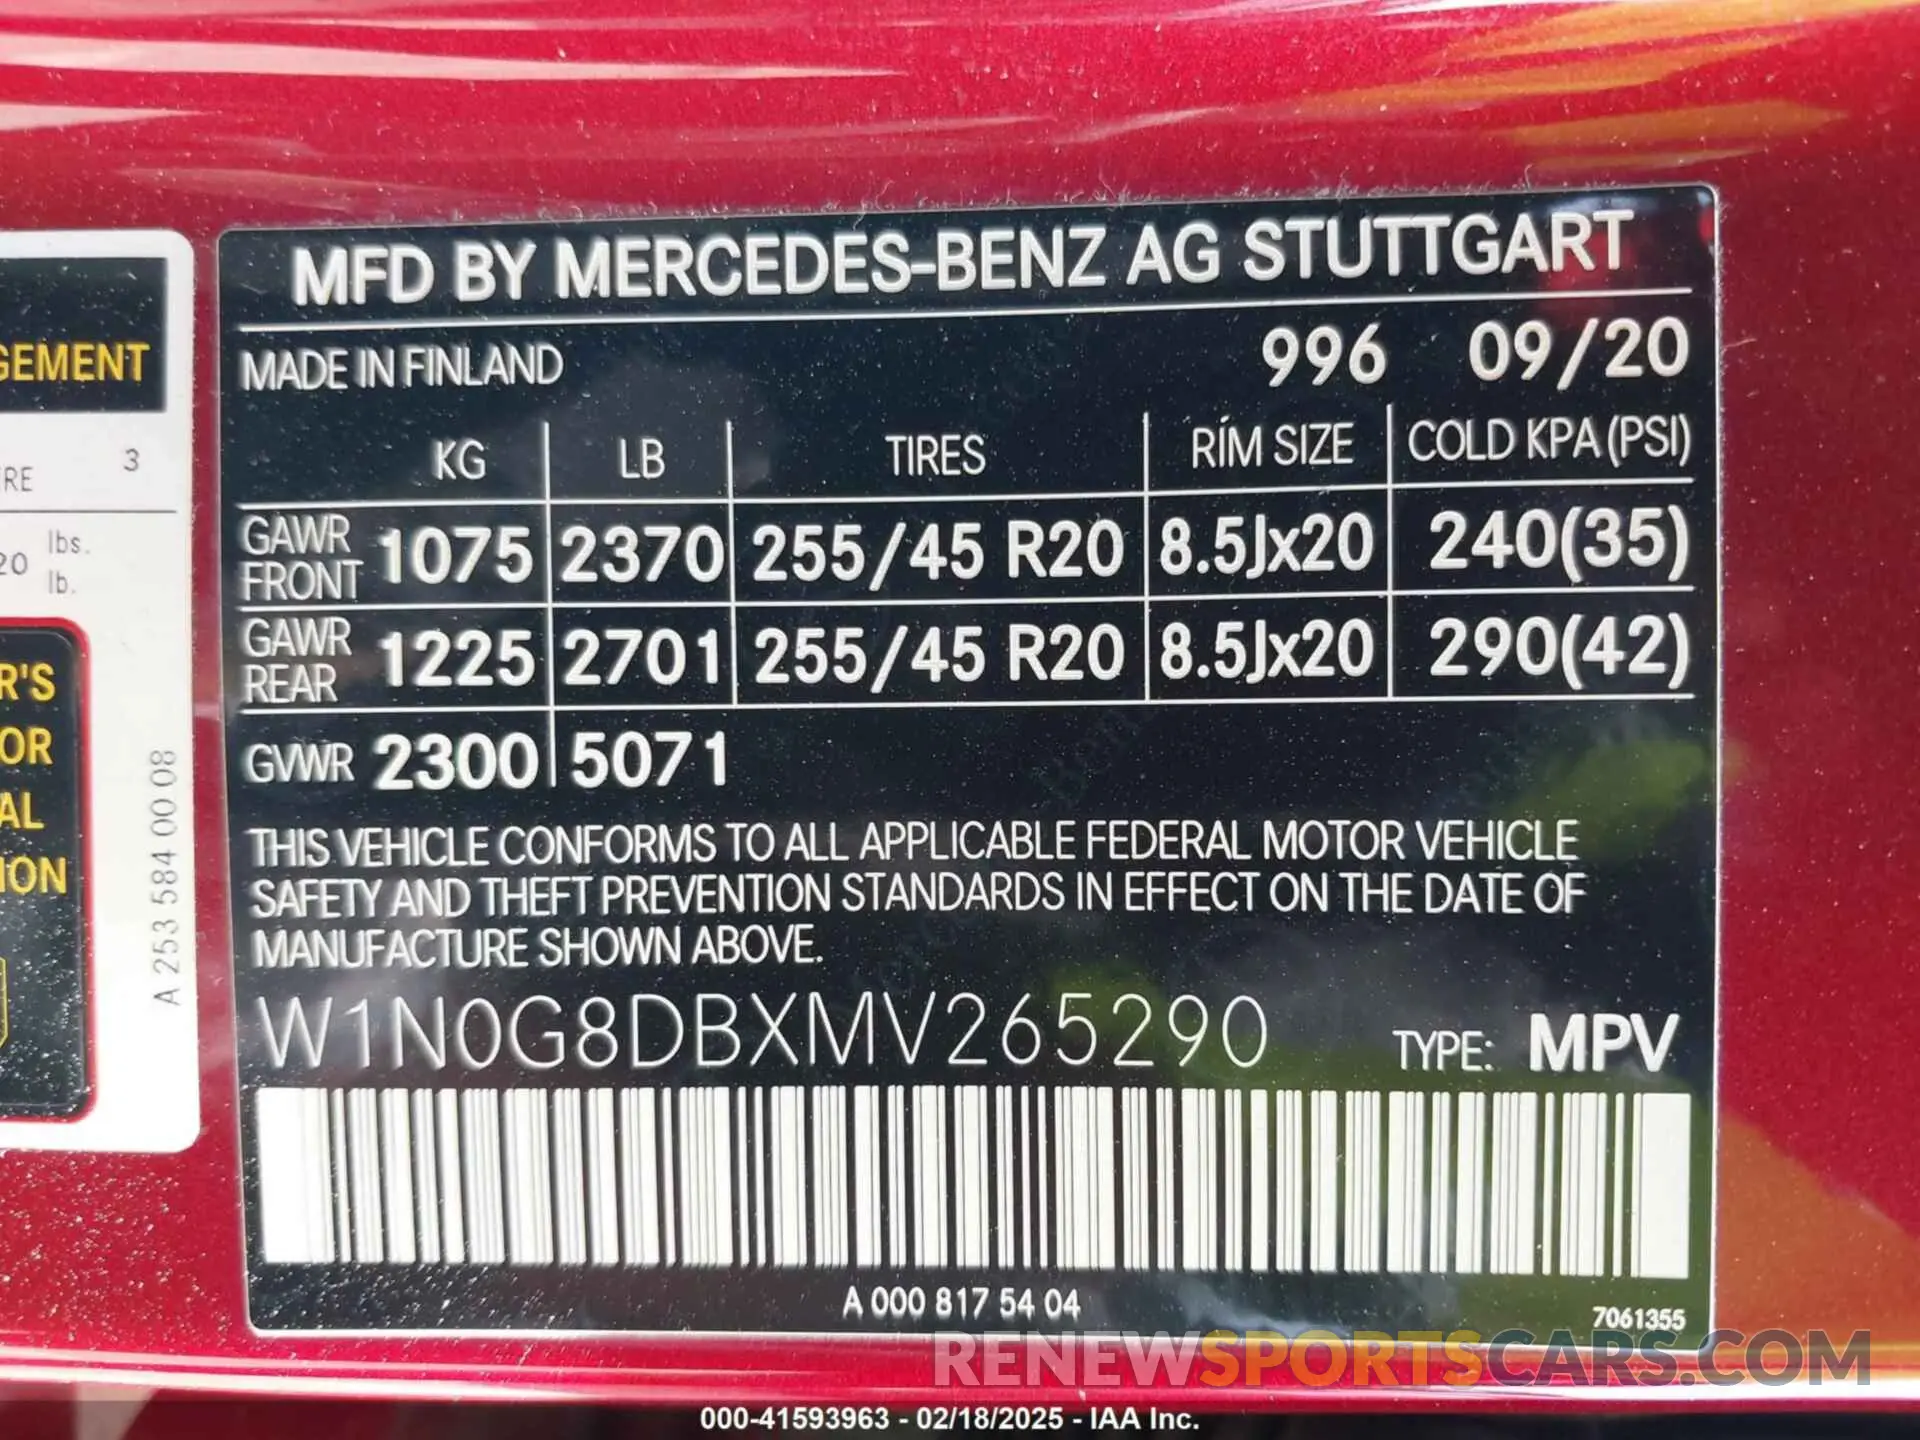 MFD BY MERCEDES-BENZ AG STUTTGART
MADE IN FINLAND 996 09/20
KG LB TIRES RIM SIZE COLD KPA (PSI)
GAWR FRONT 1075 2370 255/45 R20 8.5Jx20 240(35)
GAWR REAR 1225 2701 255/45 R20 8.5Jx20 290(42)
GVWR 2300 5071
THIS VEHICLE CONFORMS TO ALL APPLICABLE FEDERAL MOTOR VEHICLE
SAFETY AND THEFT PREVENTION STANDARDS IN EFFECT ON THE DATE OF
MANUFACTURE SHOWN ABOVE.
W1N0G8DBXMV265290 TYPE: MPV
A 000 817 54 04
7061355
GEMENT
RE 3
20 lbs.
lb.
R'S
OR
AL
ION
A 253 584 00 08
RENEWSPORTSCARS.COM
000-41593963 - 02/18/2025 - IAA Inc.